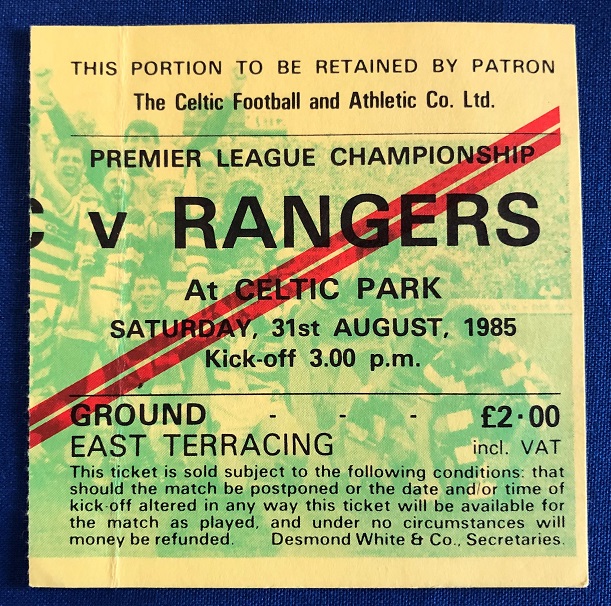 THIS PORTION TO BE RETAINED BY PATRON
The Celtic Football and Athletic Co. Ltd.
PREMIER LEAGUE CHAMPIONSHIP
C v RANGERS
At CELTIC PARK
SATURDAY, 31st AUGUST, 1985
Kick-off 3.00 p.m.
GROUND - - - £2·00
EAST TERRACING incl. VAT
This ticket is sold subject to the following conditions: that
should the match be postponed or the date and/or time of
kick-off altered in any way this ticket will be available for
the match as played, and under no circumstances will
money be refunded. Desmond White & Co., Secretaries.